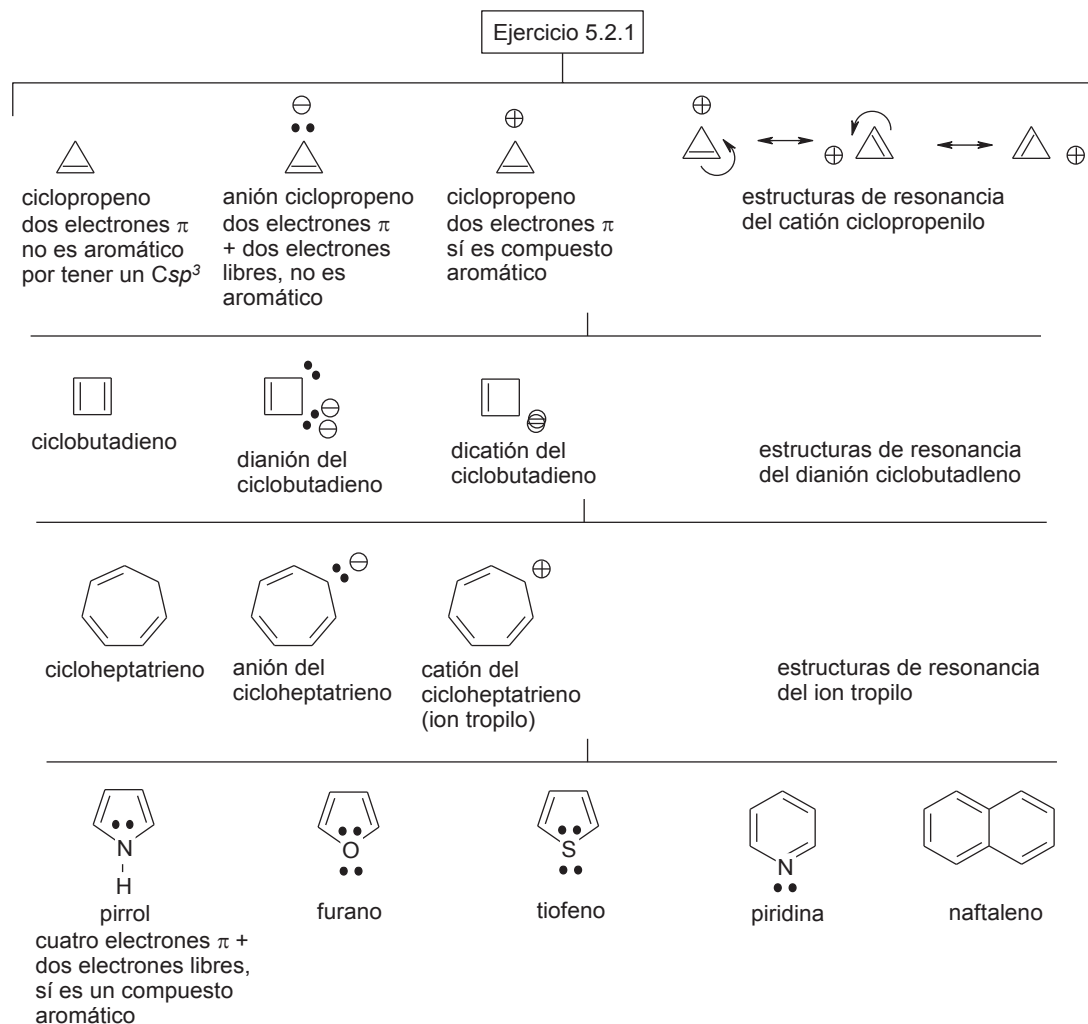 Ejercicio 5.2.1
ciclopropeno
dos electrones π
no es aromático
por tener un Csp³
anión ciclopropeno
dos electrones π
+ dos electrones
libres, no es
aromático
ciclopropeno
dos electrones π
sí es compuesto
aromático
estructuras de resonancia
del catión ciclopropenilo
ciclobutadieno
dianión del
ciclobutadieno
dicatión del
ciclobutadieno
estructuras de resonancia
del dianión ciclobutadleno
cicloheptatrieno
anión del
cicloheptatrieno
catión del
cicloheptatrieno
(ion tropilo)
estructuras de resonancia
del ion tropilo
N
H
pirrol
cuatro electrones π +
dos electrones libres,
sí es un compuesto
aromático
O
furano
S
tiofeno
N
piridina
naftaleno